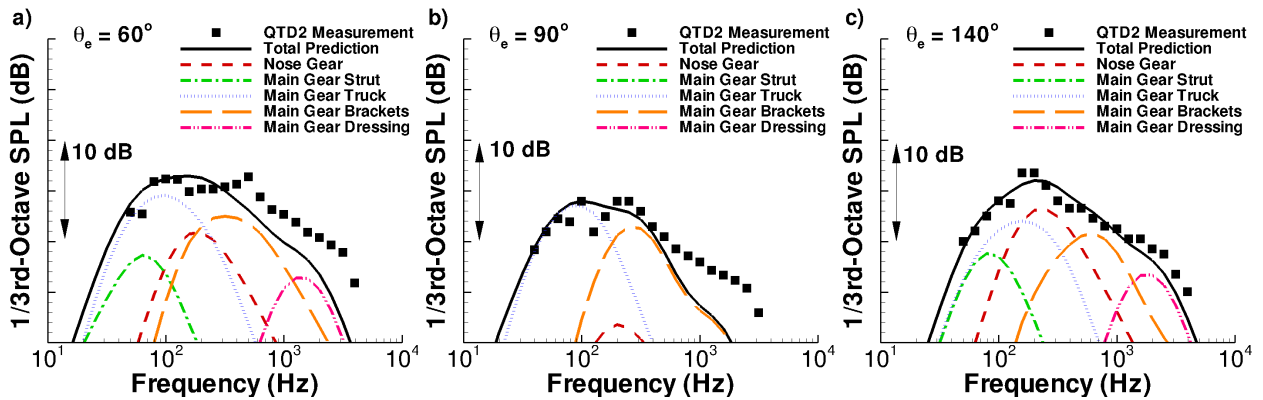 a)
θe = 60°
QTD2 Measurement
Total Prediction
Nose Gear
Main Gear Strut
Main Gear Truck
Main Gear Brackets
Main Gear Dressing
10 dB
1/3rd-Octave SPL (dB)
10¹ 10² 10³ 10⁴
Frequency (Hz)
b)
θe = 90°
QTD2 Measurement
Total Prediction
Nose Gear
Main Gear Strut
Main Gear Truck
Main Gear Brackets
Main Gear Dressing
10 dB
1/3rd-Octave SPL (dB)
10¹ 10² 10³ 10⁴
Frequency (Hz)
c)
θe = 140°
QTD2 Measurement
Total Prediction
Nose Gear
Main Gear Strut
Main Gear Truck
Main Gear Brackets
Main Gear Dressing
10 dB
1/3rd-Octave SPL (dB)
10¹ 10² 10³ 10⁴
Frequency (Hz)